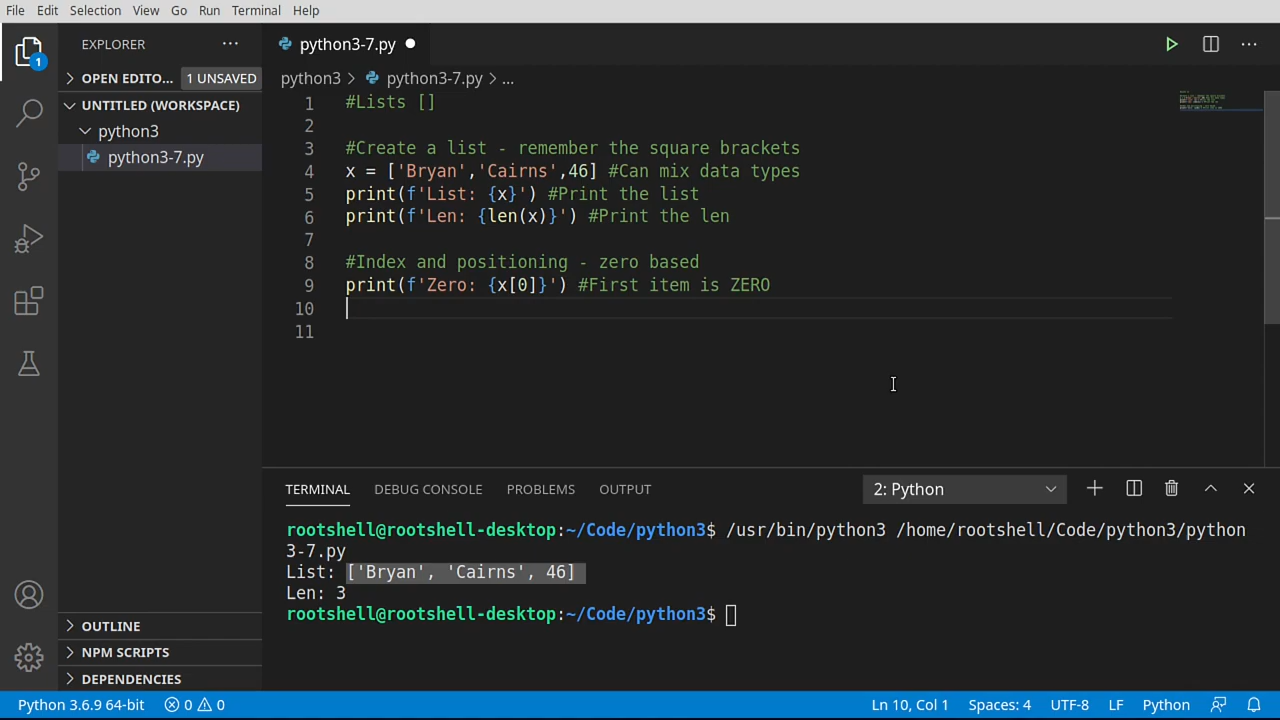 File Edit Selection View Go Run Terminal Help
EXPLORER ...
python3-7.py
1
OPEN EDITO... 1 UNSAVED
python3 > python3-7.py > ...
UNTITLED (WORKSPACE)
python3
python3-7.py
1 #Lists []
2
3 #Create a list - remember the square brackets
4 x = ['Bryan','Cairns',46] #Can mix data types
5 print(f'List: {x}') #Print the list
6 print(f'Len: {len(x)}') #Print the len
7
8 #Index and positioning - zero based
9 print(f'Zero: {x[0]}') #First item is ZERO
10
11
TERMINAL DEBUG CONSOLE PROBLEMS OUTPUT 2: Python
rootshell@rootshell-desktop:~/Code/python3$ /usr/bin/python3 /home/rootshell/Code/python3/python
3-7.py
List: ['Bryan', 'Cairns', 46]
Len: 3
rootshell@rootshell-desktop:~/Code/python3$
OUTLINE
NPM SCRIPTS
DEPENDENCIES
Python 3.6.9 64-bit 0 0 Ln 10, Col 1 Spaces: 4 UTF-8 LF Python